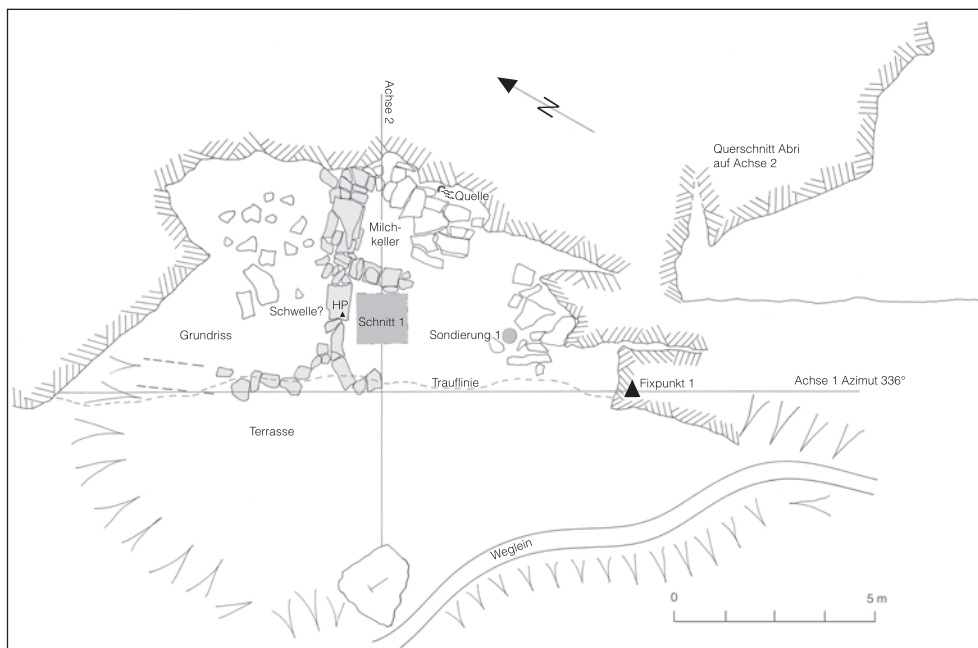 Achse 2
N
Querschnitt Abri
auf Achse 2
Quelle
Milch-
keller
Schwelle?
HP
Schnitt 1
Grundriss
Sondierung 1
Trauflinie
Fixpunkt 1
Achse 1 Azimut 336°
Terrasse
Weglein
0
5 m